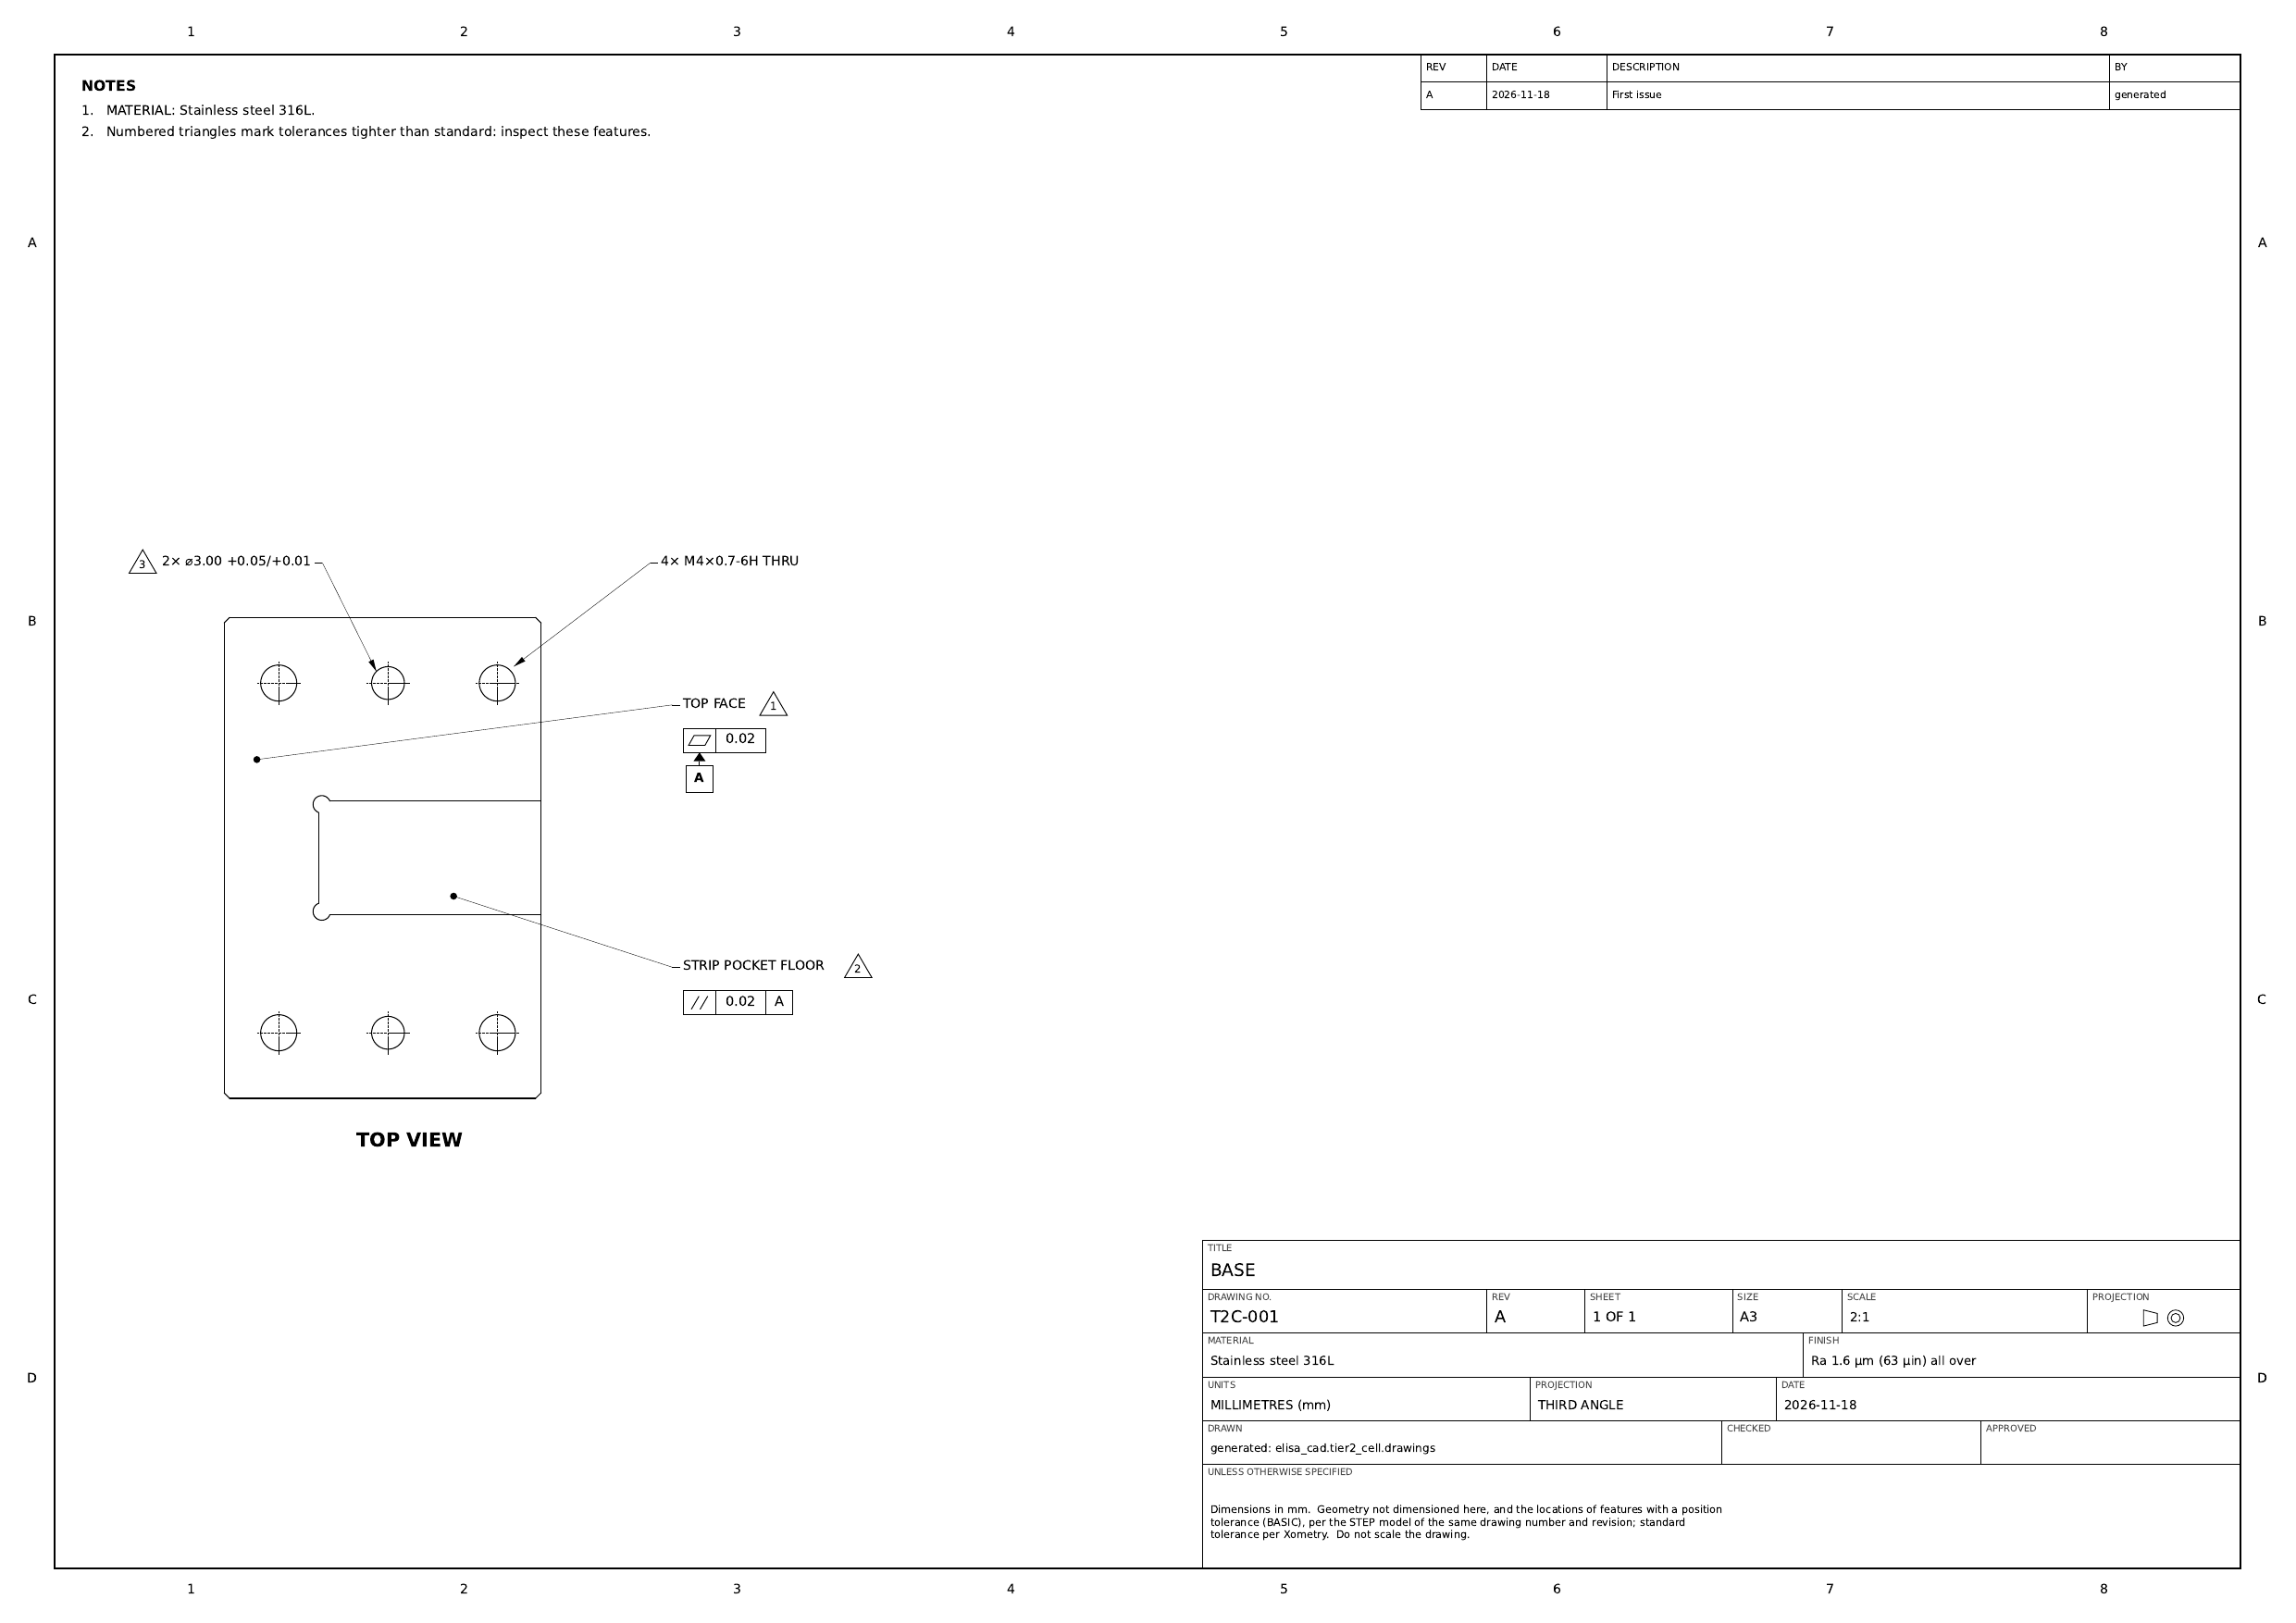 1 2 3 4 5 6 7 8
NOTES
1. MATERIAL: Stainless steel 316L.
2. Numbered triangles mark tolerances tighter than standard: inspect these features.
REV DATE DESCRIPTION BY
A 2026-11-18 First issue generated
A A
3 2× ⌀3.00 +0.05/+0.01
4× M4×0.7-6H THRU
B B
TOP FACE 1
0.02
A
STRIP POCKET FLOOR 2
// 0.02 A
C C
TOP VIEW
TITLE
BASE
DRAWING NO. REV SHEET SIZE SCALE PROJECTION
T2C-001 A 1 OF 1 A3 2:1
MATERIAL FINISH
Stainless steel 316L Ra 1.6 µm (63 µin) all over
D D
UNITS PROJECTION DATE
MILLIMETRES (mm) THIRD ANGLE 2026-11-18
DRAWN CHECKED APPROVED
generated: elisa_cad.tier2_cell.drawings
UNLESS OTHERWISE SPECIFIED
Dimensions in mm. Geometry not dimensioned here, and the locations of features with a position
tolerance (BASIC), per the STEP model of the same drawing number and revision; standard
tolerance per Xometry. Do not scale the drawing.
1 2 3 4 5 6 7 8